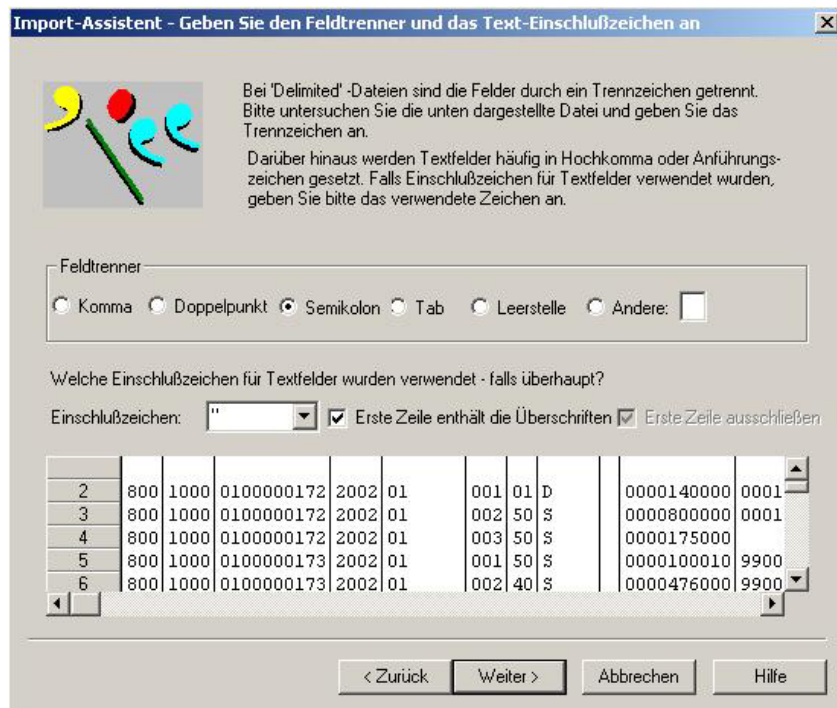 Import-Assistent - Geben Sie den Feldtrenner und das Text-Einschlußzeichen an
Bei 'Delimited' -Dateien sind die Felder durch ein Trennzeichen getrennt.
Bitte untersuchen Sie die unten dargestellte Datei und geben Sie das
Trennzeichen an.
Darüber hinaus werden Textfelder häufig in Hochkomma oder Anführungs-
zeichen gesetzt. Falls Einschlußzeichen für Textfelder verwendet wurden,
geben Sie bitte das verwendete Zeichen an.
Feldtrenner
Komma Doppelpunkt Semikolon Tab Leerstelle Andere:
Welche Einschlußzeichen für Textfelder wurden verwendet - falls überhaupt?
Einschlußzeichen: " Erste Zeile enthält die Überschriften Erste Zeile ausschließen
2 800 1000 0100000172 2002 01 001 01 D 0000140000 0001
3 800 1000 0100000172 2002 01 002 50 S 0000800000 0001
4 800 1000 0100000172 2002 01 003 50 S 0000175000
5 800 1000 0100000173 2002 01 001 50 S 0000100010 9900
6 800 1000 0100000173 2002 01 002 40 S 0000476000 9900
< Zurück Weiter > Abbrechen Hilfe